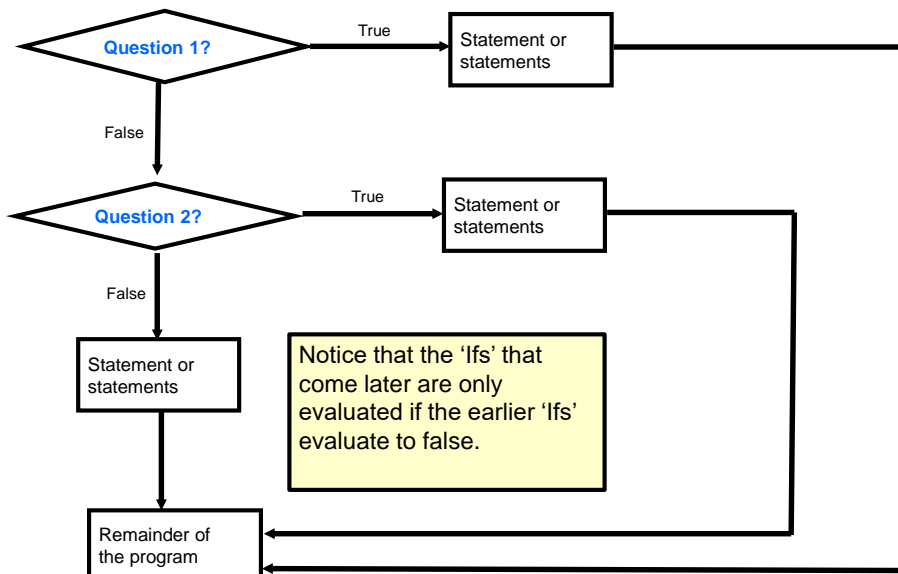 Question 1?
True
Statement or
statements
False
Question 2?
True
Statement or
statements
False
Statement or
statements
Notice that the ‘Ifs’ that
come later are only
evaluated if the earlier ‘Ifs’
evaluate to false.
Remainder of
the program